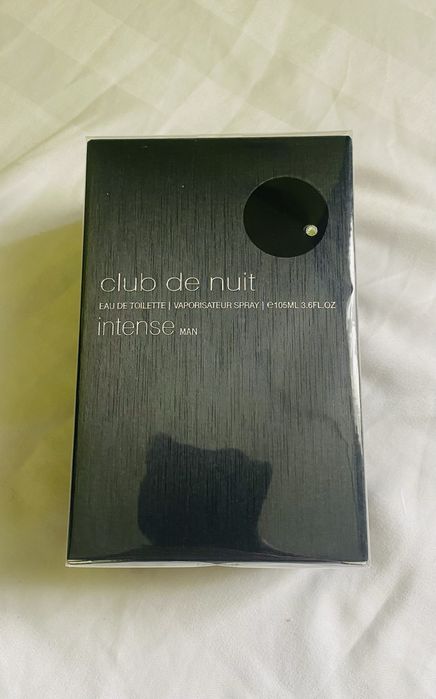 club de nuit
EAU DE TOILETTE | VAPORISATEUR SPRAY | ℮105ML 3.6FL.OZ
intense MAN